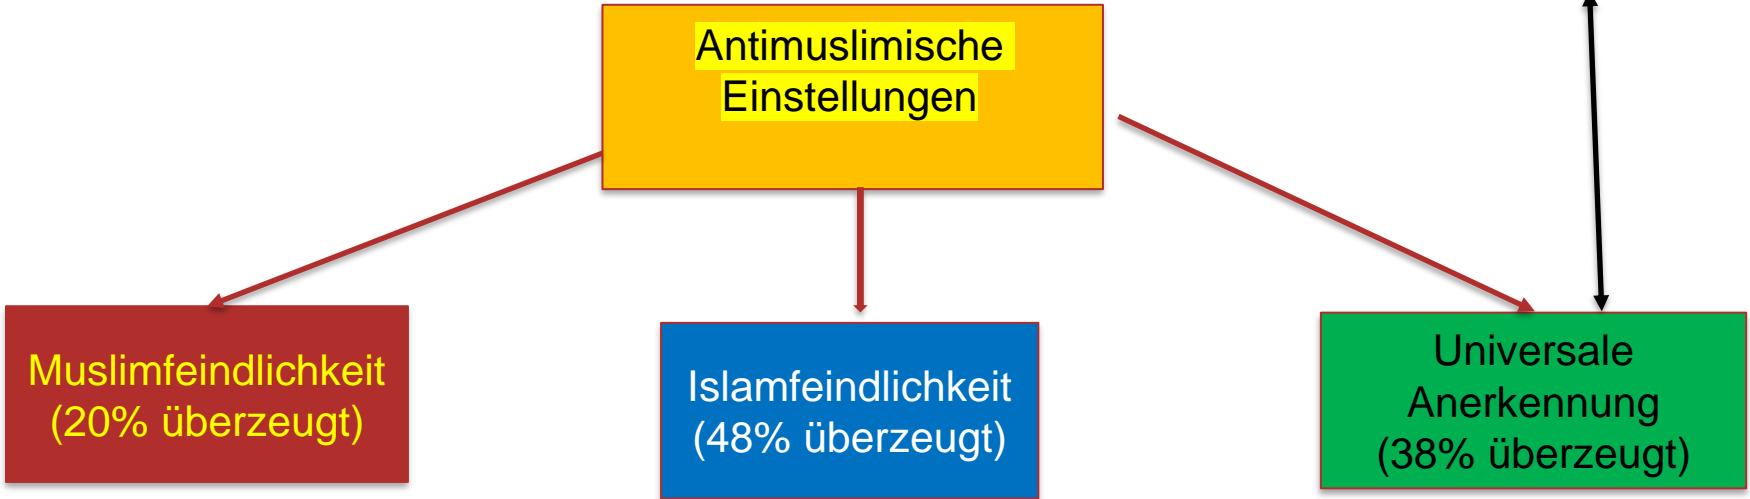 Antimuslimische
Einstellungen
Muslimfeindlichkeit
(20% überzeugt)
Islamfeindlichkeit
(48% überzeugt)
Universale
Anerkennung
(38% überzeugt)